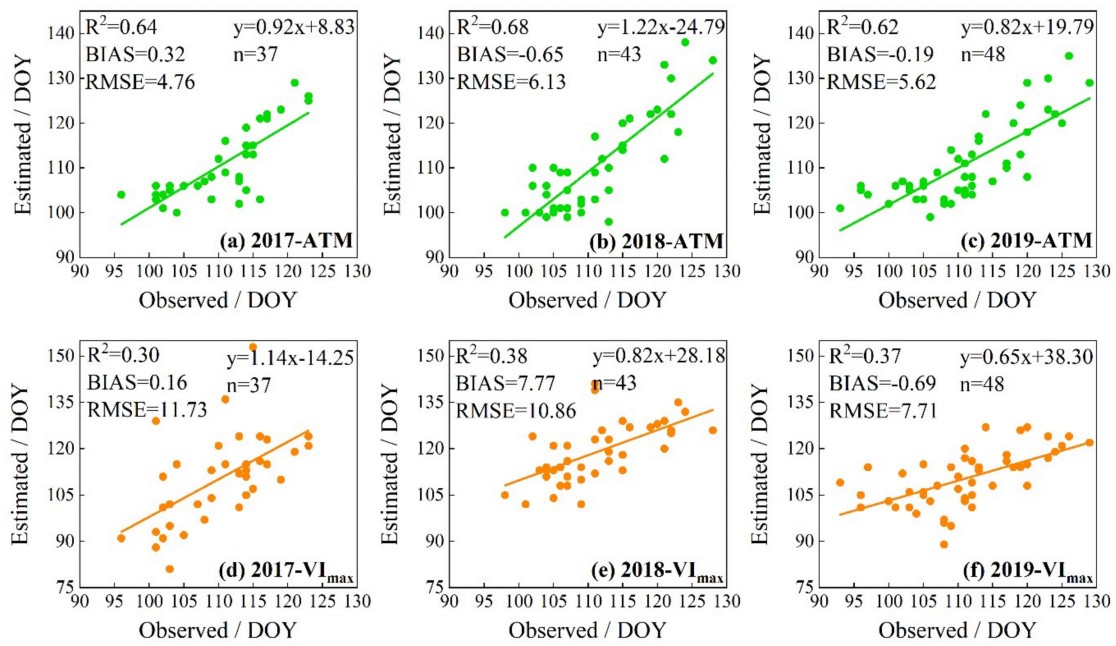 R²=0.64 y=0.92x+8.83
BIAS=0.32 n=37
RMSE=4.76
140
130
120
110
100
90
Estimated / DOY
(a) 2017-ATM
90 95 100 105 110 115 120 125 130
Observed / DOY
R²=0.68 y=1.22x-24.79
BIAS=-0.65 n=43
RMSE=6.13
140
130
120
110
100
90
Estimated / DOY
(b) 2018-ATM
90 95 100 105 110 115 120 125 130
Observed / DOY
R²=0.62 y=0.82x+19.79
BIAS=-0.19 n=48
RMSE=5.62
140
130
120
110
100
90
Estimated / DOY
(c) 2019-ATM
90 95 100 105 110 115 120 125 130
Observed / DOY
R²=0.30 y=1.14x-14.25
BIAS=0.16 n=37
RMSE=11.73
150
135
120
105
90
75
Estimated / DOY
(d) 2017-VImax
90 95 100 105 110 115 120 125 130
Observed / DOY
R²=0.38 y=0.82x+28.18
BIAS=7.77 n=43
RMSE=10.86
150
135
120
105
90
75
Estimated / DOY
(e) 2018-VImax
90 95 100 105 110 115 120 125 130
Observed / DOY
R²=0.37 y=0.65x+38.30
BIAS=-0.69 n=48
RMSE=7.71
150
135
120
105
90
75
Estimated / DOY
(f) 2019-VImax
90 95 100 105 110 115 120 125 130
Observed / DOY